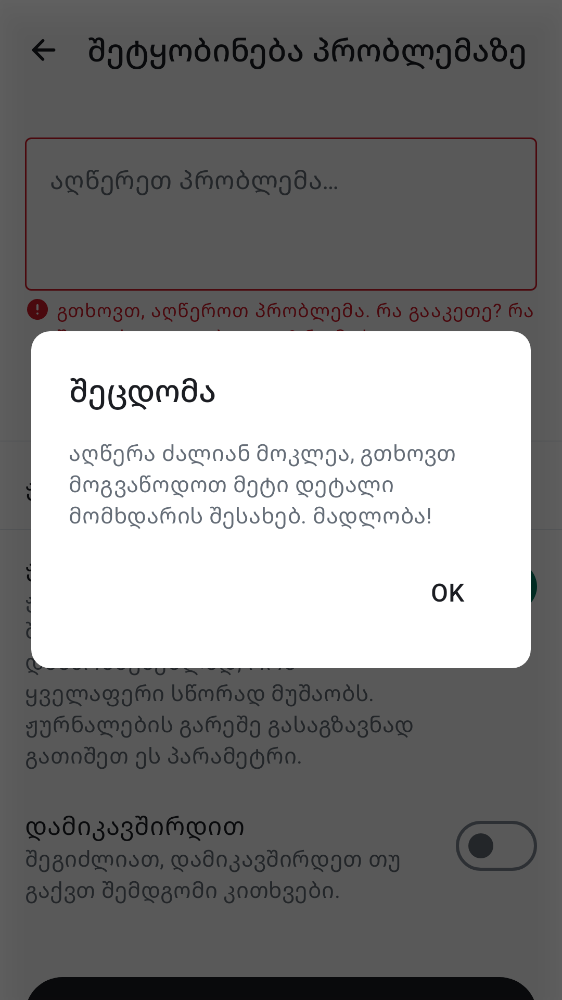 შეტყობინება პრობლემაზე
აღწერეთ პრობლემა...
გთხოვთ, აღწეროთ პრობლემა. რა გააკეთე? რა
შეცდომა
აღწერა ძალიან მოკლეა, გთხოვთ
მოგვაწოდოთ მეტი დეტალი
მომხდარის შესახებ. მადლობა!
OK
ყველაფერი სწორად მუშაობს.
ჟურნალების გარეშე გასაგზავნად
გათიშეთ ეს პარამეტრი.
დამიკავშირდით
შეგიძლიათ, დამიკავშირდეთ თუ
გაქვთ შემდგომი კითხვები.